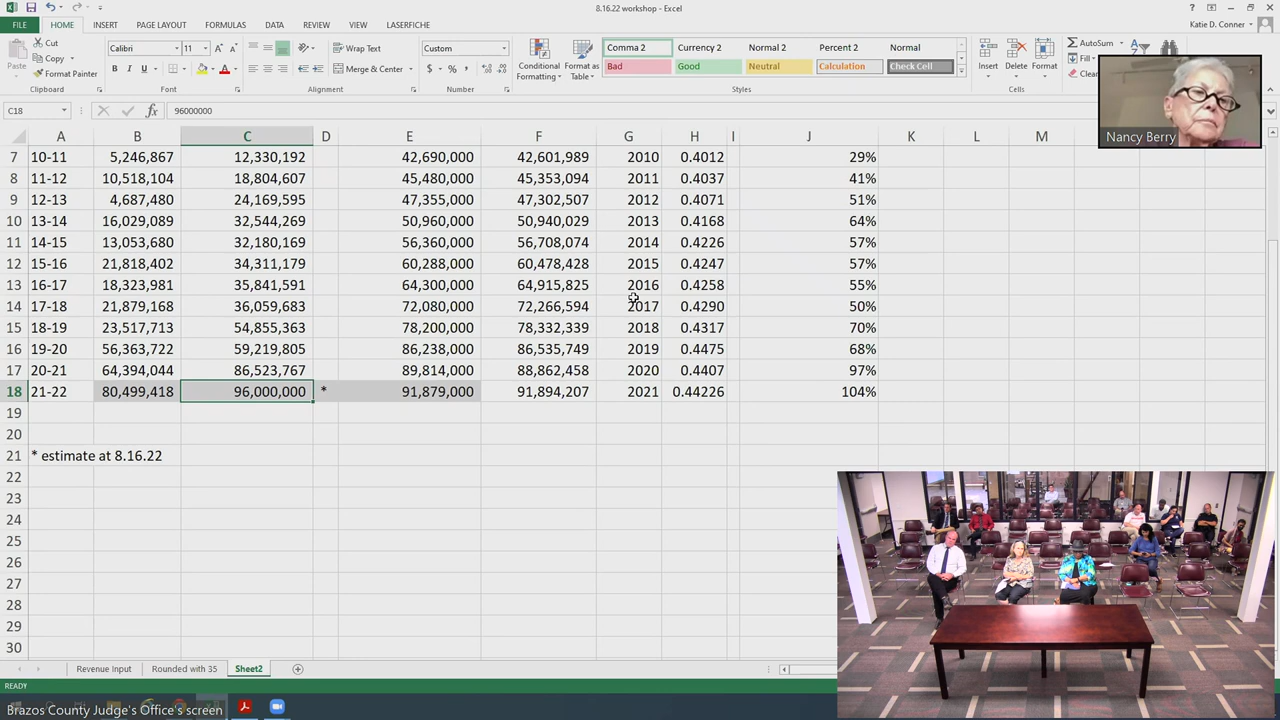 8.16.22 workshop - Excel
FILE HOME INSERT PAGE LAYOUT FORMULAS DATA REVIEW VIEW LASERFICHE Katie D. Conner
Cut
Copy
Format Painter
Paste
Clipboard
Calibri 11
B I U
Font
Wrap Text
Merge & Center
Alignment
Custom
$ % ,
Number
Conditional Formatting
Format as Table
Comma 2 Currency 2 Normal 2 Percent 2 Normal
Bad Good Neutral Calculation Check Cell
Styles
Insert Delete Format
Cells
AutoSum
Fill
Clea
Nancy Berry
C18 fx 96000000
A B C D E F G H I J K L M
7 10-11 5,246,867 12,330,192 42,690,000 42,601,989 2010 0.4012 29%
8 11-12 10,518,104 18,804,607 45,480,000 45,353,094 2011 0.4037 41%
9 12-13 4,687,480 24,169,595 47,355,000 47,302,507 2012 0.4071 51%
10 13-14 16,029,089 32,544,269 50,960,000 50,940,029 2013 0.4168 64%
11 14-15 13,053,680 32,180,169 56,360,000 56,708,074 2014 0.4226 57%
12 15-16 21,818,402 34,311,179 60,288,000 60,478,428 2015 0.4247 57%
13 16-17 18,323,981 35,841,591 64,300,000 64,915,825 2016 0.4258 55%
14 17-18 21,879,168 36,059,683 72,080,000 72,266,594 2017 0.4290 50%
15 18-19 23,517,713 54,855,363 78,200,000 78,332,339 2018 0.4317 70%
16 19-20 56,363,722 59,219,805 86,238,000 86,535,749 2019 0.4475 68%
17 20-21 64,394,044 86,523,767 89,814,000 88,862,458 2020 0.4407 97%
18 21-22 80,499,418 96,000,000 * 91,879,000 91,894,207 2021 0.44226 104%
19
20
21 * estimate at 8.16.22
22
23
24
25
26
27
28
29
30
Revenue Input Rounded with 35 Sheet2
READY
Brazos County Judge's Office's screen